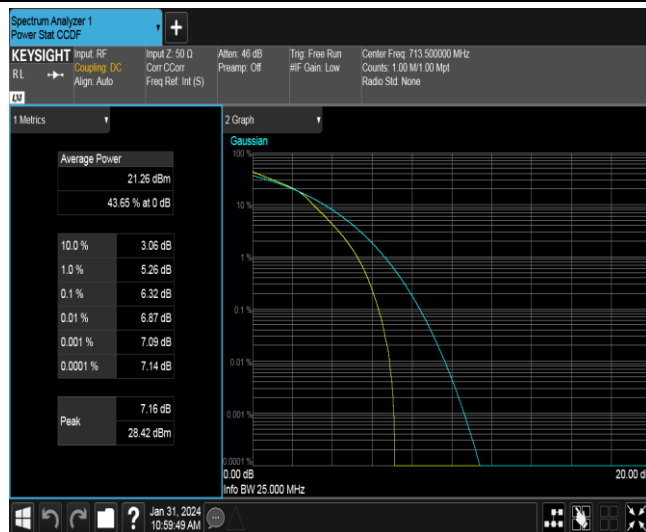 Spectrum Analyzer 1
Power Stat CCDF
+
KEYSIGHT
RL
LXI
Input: RF
Coupling: DC
Align: Auto
Input Z: 50 Ω
Corr CCorr
Freq Ref: Int (S)
Atten: 46 dB
Preamp: Off
Trig: Free Run
#IF Gain: Low
Center Freq: 713.500000 MHz
Counts: 1.00 M/1.00 Mpt
Radio Std: None
1 Metrics
Average Power
21.26 dBm
43.65 % at 0 dB
10.0 % 3.06 dB
1.0 % 5.26 dB
0.1 % 6.32 dB
0.01 % 6.87 dB
0.001 % 7.09 dB
0.0001 % 7.14 dB
Peak
7.16 dB
28.42 dBm
2 Graph
Gaussian
100 %
10 %
1 %
0.1 %
0.01 %
0.001 %
0.0001 %
0.00 dB
20.00 d
Info BW 25.000 MHz
?
Jan 31, 2024
10:59:49 AM